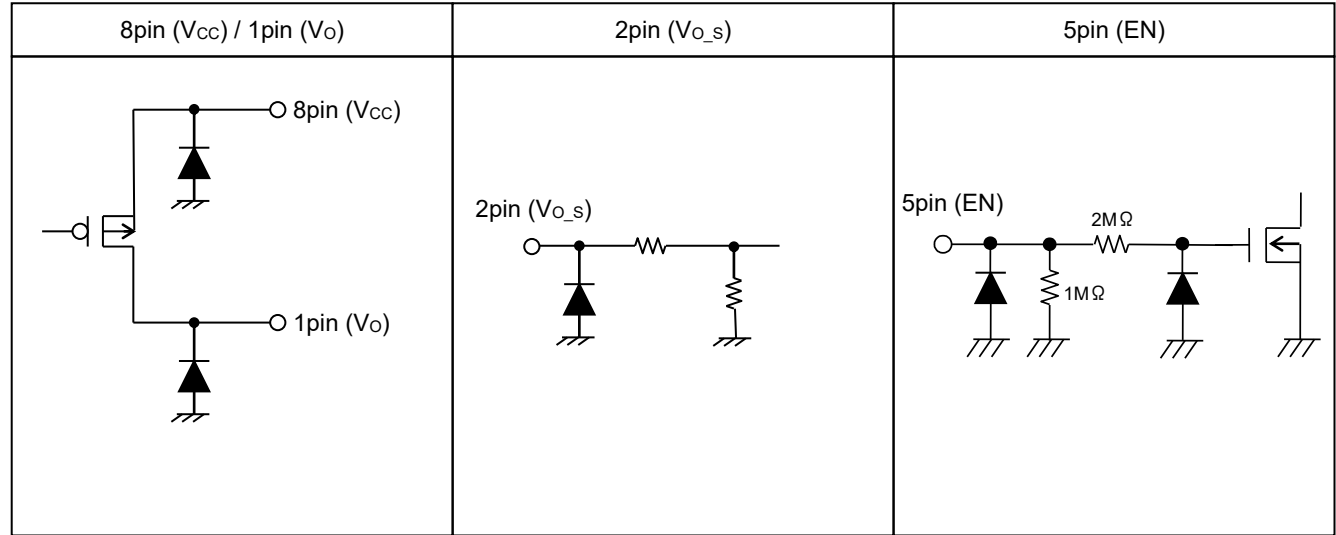 8pin (VCC) / 1pin (VO)
2pin (VO_S)
5pin (EN)
8pin (VCC)
1pin (VO)
2pin (VO_S)
5pin (EN)
2MΩ
1MΩ